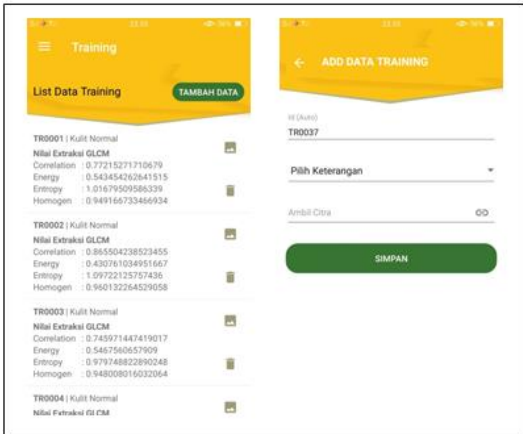 Training
List Data Training
TAMBAH DATA
TR0001 | Kulit Normal
Nilai Extraksi GLCM
Correlation : 0.77215271710679
Energy : 0.543454262641515
Entropy : 1.01679509586339
Homogen : 0.949166733466934
TR0002 | Kulit Normal
Nilai Extraksi GLCM
Correlation : 0.865504238523455
Energy : 0.430761034951667
Entropy : 1.09722125757436
Homogen : 0.960132264529058
TR0003 | Kulit Normal
Nilai Extraksi GLCM
Correlation : 0.745971447419017
Energy : 0.5467560657909
Entropy : 0.979748822890248
Homogen : 0.948008016032064
TR0004 | Kulit Normal
Nilai Extraksi GLCM
ADD DATA TRAINING
Id (Auto)
TR0037
Pilih Keterangan
Ambil Citra
SIMPAN